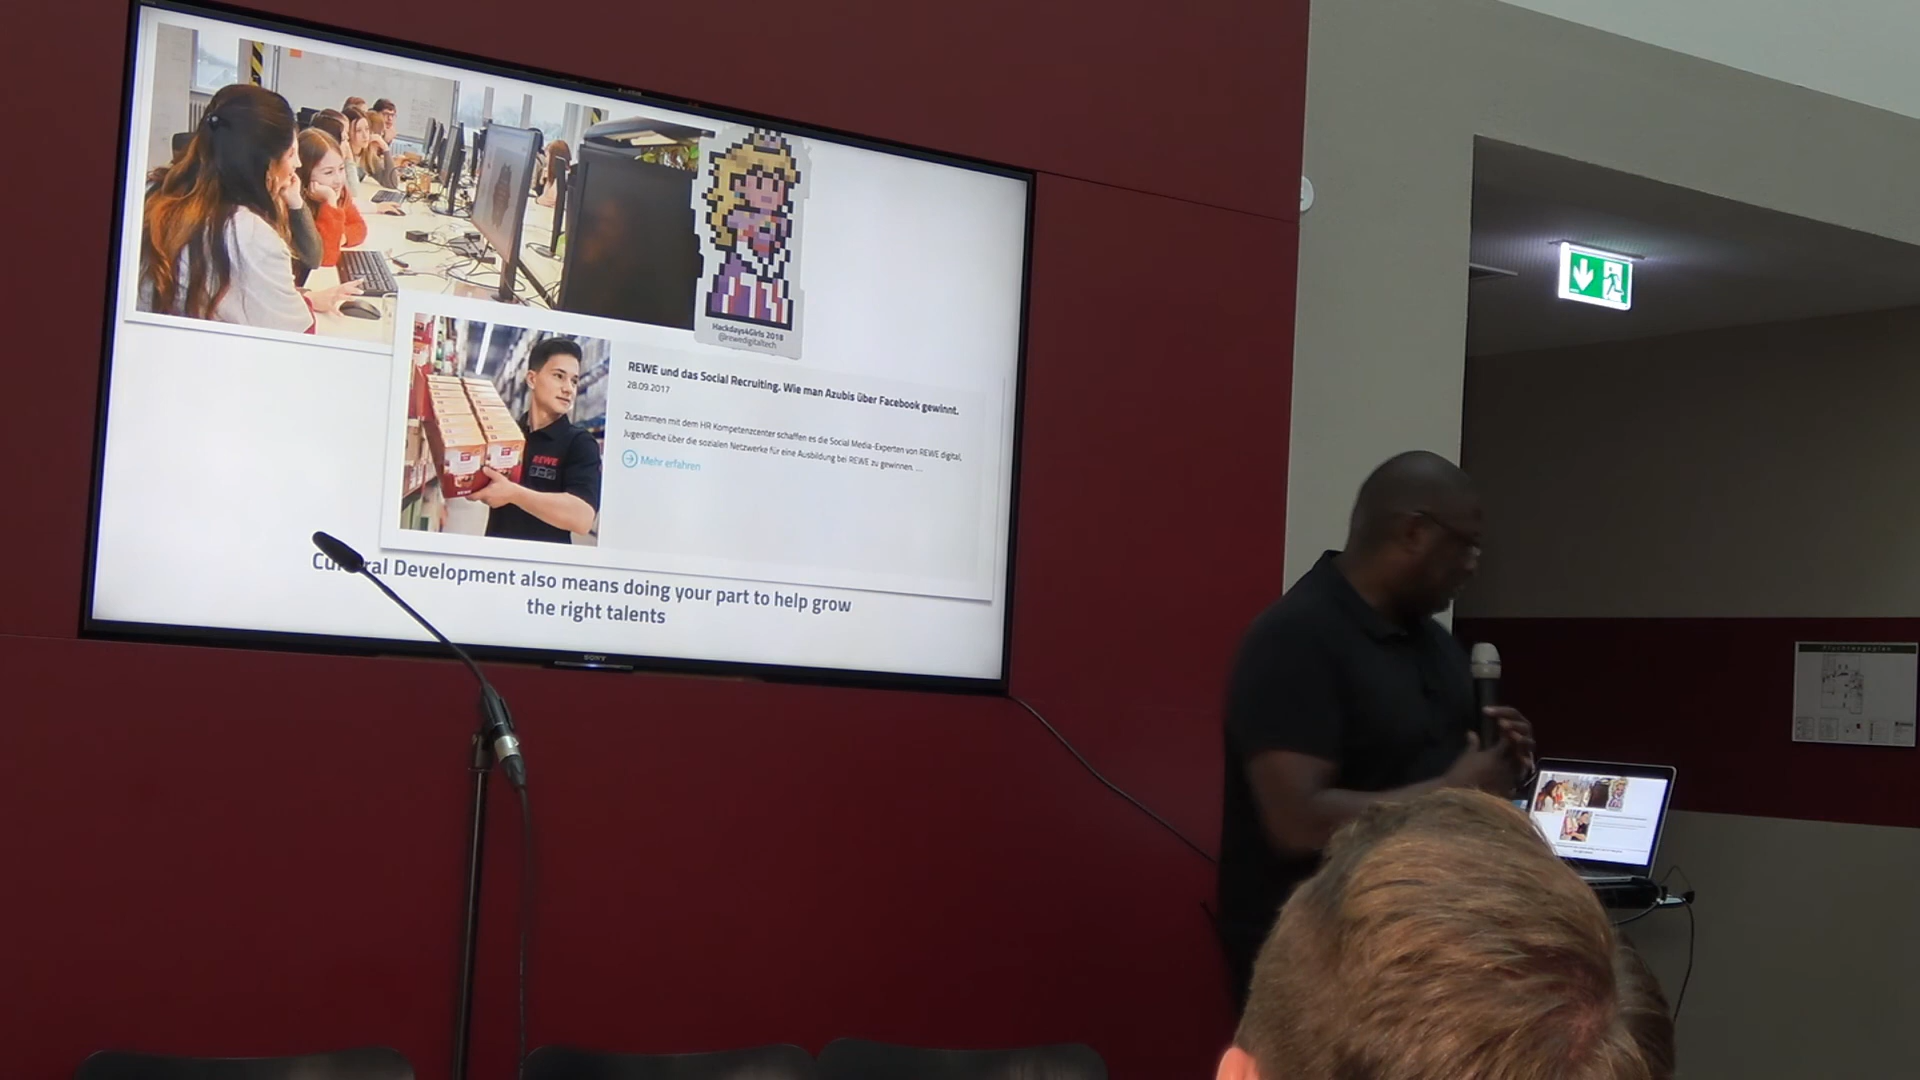 Hackdays4Girls 2018
@rewedigitaltech
REWE und das Social Recruiting. Wie man Azubis über Facebook gewinnt.
28.09.2017
Zusammen mit dem HR Kompetenzcenter schaffen es die Social Media-Experten von REWE digital,
Jugendliche über die sozialen Netzwerke für eine Ausbildung bei REWE zu gewinnen. ...
Mehr erfahren
REWE
Cu ral Development also means doing your part to help grow
the right talents
SONY
Fluchtwegeplan